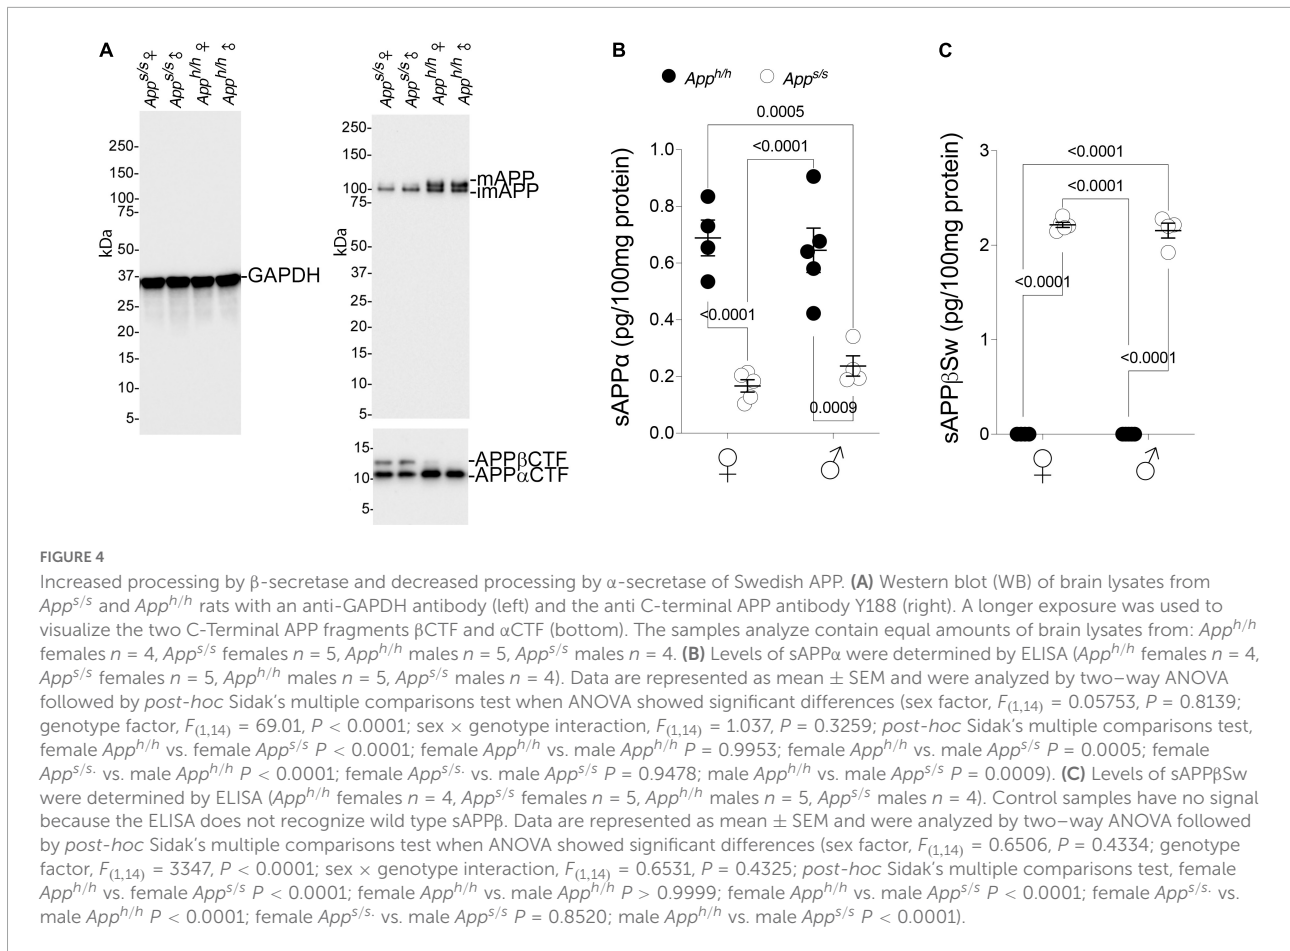 A
App^s/s ♀
App^s/s ♂
App^h/h ♀
App^h/h ♂
250-
150-
100-
75-
50-
37-
25-
20-
15-
10-
5-
kDa
-GAPDH
App^s/s ♀
App^s/s ♂
App^h/h ♀
App^h/h ♂
250-
150-
100-
75-
50-
37-
25-
20-
15-
10-
5-
kDa
-mAPP
-imAPP
15-
10-
5-
-APPβCTF
-APPαCTF
B
App^h/h App^s/s
0.0005
<0.0001
<0.0001
0.0009
sAPPα (pg/100mg protein)
1.0
0.8
0.6
0.4
0.2
0.0
♀ ♂
C
<0.0001
<0.0001
<0.0001
<0.0001
sAPPβSw (pg/100mg protein)
3
2
1
0
♀ ♂
FIGURE 4
Increased processing by β-secretase and decreased processing by α-secretase of Swedish APP. (A) Western blot (WB) of brain lysates from
App^s/s and App^h/h rats with an anti-GAPDH antibody (left) and the anti C-terminal APP antibody Y188 (right). A longer exposure was used to
visualize the two C-Terminal APP fragments βCTF and αCTF (bottom). The samples analyze contain equal amounts of brain lysates from: App^h/h
females n = 4, App^s/s females n = 5, App^h/h males n = 5, App^s/s males n = 4. (B) Levels of sAPPα were determined by ELISA (App^h/h females n = 4,
App^s/s females n = 5, App^h/h males n = 5, App^s/s males n = 4). Data are represented as mean ± SEM and were analyzed by two–way ANOVA
followed by post-hoc Sidak's multiple comparisons test when ANOVA showed significant differences (sex factor, F(1,14) = 0.05753, P = 0.8139;
genotype factor, F(1,14) = 69.01, P < 0.0001; sex × genotype interaction, F(1,14) = 1.037, P = 0.3259; post-hoc Sidak's multiple comparisons test,
female App^h/h vs. female App^s/s P < 0.0001; female App^h/h vs. male App^h/h P = 0.9953; female App^h/h vs. male App^s/s P = 0.0005; female
App^s/s. vs. male App^h/h P < 0.0001; female App^s/s. vs. male App^s/s P = 0.9478; male App^h/h vs. male App^s/s P = 0.0009). (C) Levels of sAPPβSw
were determined by ELISA (App^h/h females n = 4, App^s/s females n = 5, App^h/h males n = 5, App^s/s males n = 4). Control samples have no signal
because the ELISA does not recognize wild type sAPPβ. Data are represented as mean ± SEM and were analyzed by two–way ANOVA followed
by post-hoc Sidak's multiple comparisons test when ANOVA showed significant differences (sex factor, F(1,14) = 0.6506, P = 0.4334; genotype
factor, F(1,14) = 3347, P < 0.0001; sex × genotype interaction, F(1,14) = 0.6531, P = 0.4325; post-hoc Sidak's multiple comparisons test, female
App^h/h vs. female App^s/s P < 0.0001; female App^h/h vs. male App^h/h P > 0.9999; female App^h/h vs. male App^s/s P < 0.0001; female App^s/s. vs.
male App^h/h P < 0.0001; female App^s/s. vs. male App^s/s P = 0.8520; male App^h/h vs. male App^s/s P < 0.0001).